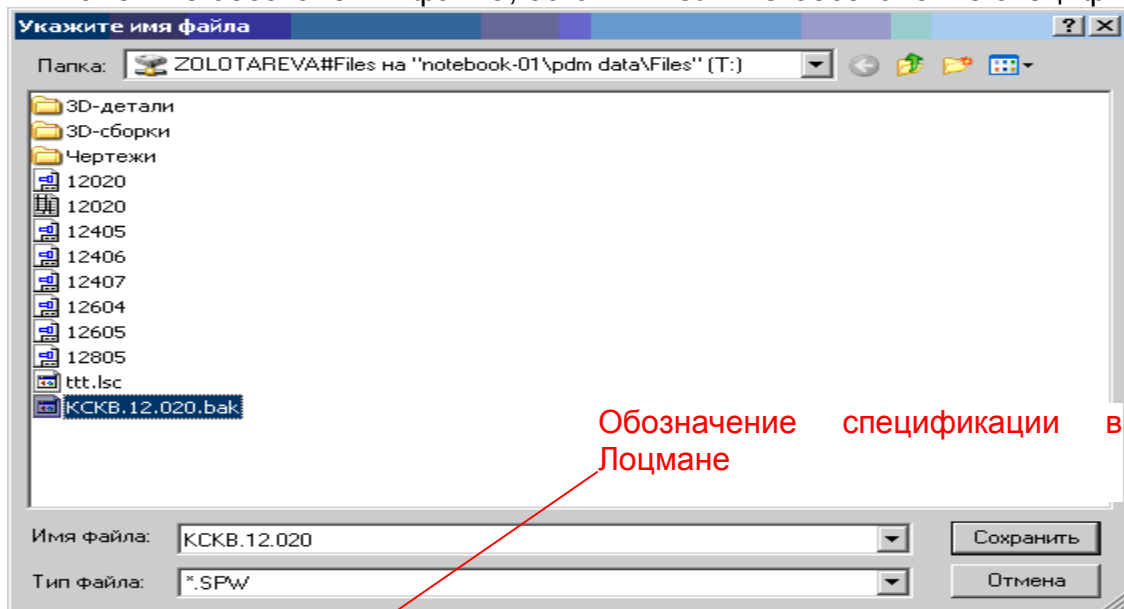 Укажите имя файла
Папка: ZOLOTAREVA#Files на "notebook-01\pdm data\Files" (T:)
3D-детали
3D-сборки
Чертежи
12020
12020
12405
12406
12407
12604
12605
12805
ttt.lsc
КСКВ.12.020.bak
Обозначение спецификации в
Лоцмане
Имя файла: КСКВ.12.020 Сохранить
Тип файла: *.SPW Отмена